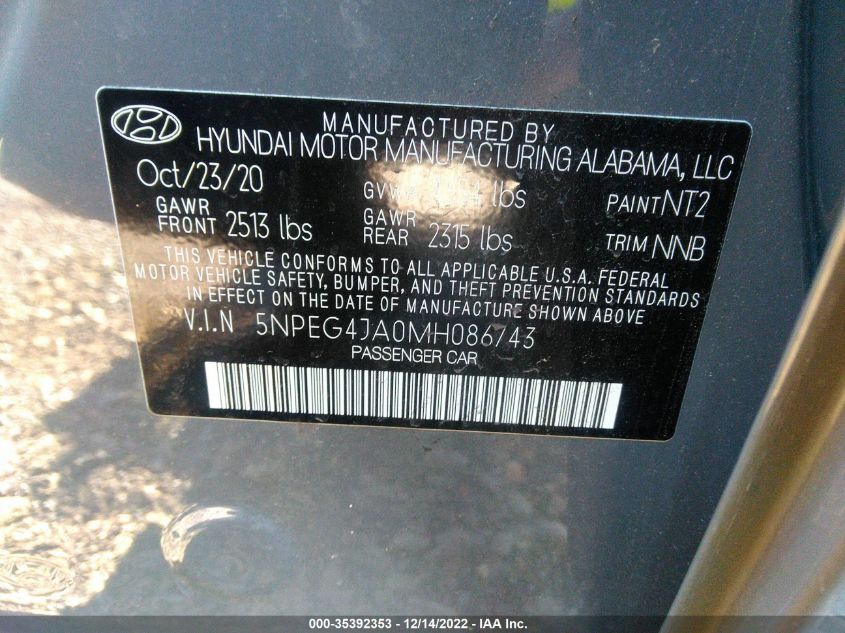 MANUFACTURED BY
HYUNDAI MOTOR MANUFACTURING ALABAMA, LLC
Oct/23/20 lbs PAINT NT2
GAWR FRONT 2513 lbs GAWR REAR 2315 lbs TRIM NNB
THIS VEHICLE CONFORMS TO ALL APPLICABLE U.S.A. FEDERAL
MOTOR VEHICLE SAFETY, BUMPER, AND THEFT PREVENTION STANDARDS
IN EFFECT ON THE DATE OF MANUFACTURE SHOWN ABOVE.
V.I.N 5NPEG4JA0MH086743
PASSENGER CAR
000-35392353 - 12/14/2022 - IAA Inc.